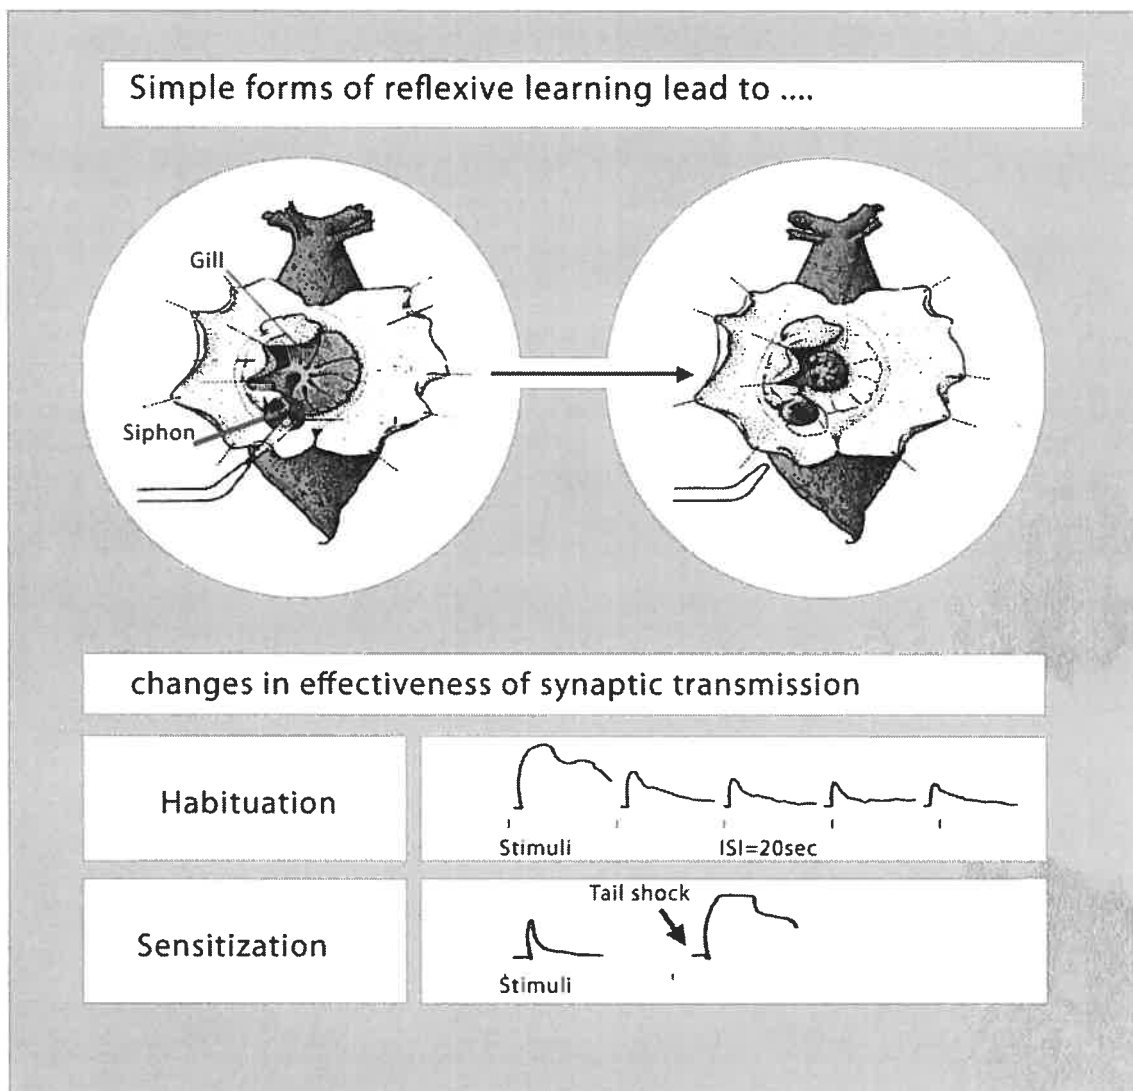 Simple forms of reflexive learning lead to ....
Gill
Siphon
changes in effectiveness of synaptic transmission
Habituation
Stimuli
ISI=20sec
Sensitization
Tail shock
Stimuli